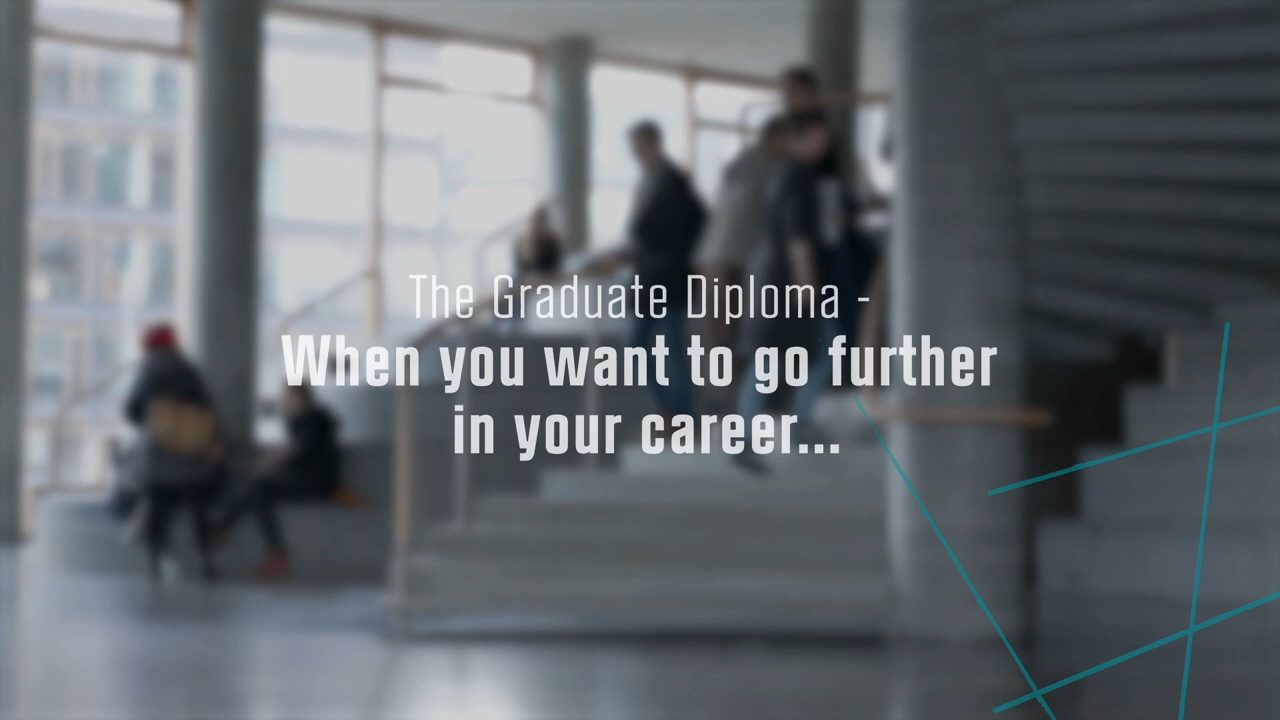 The Graduate Diploma -
When you want to go further
in your career...